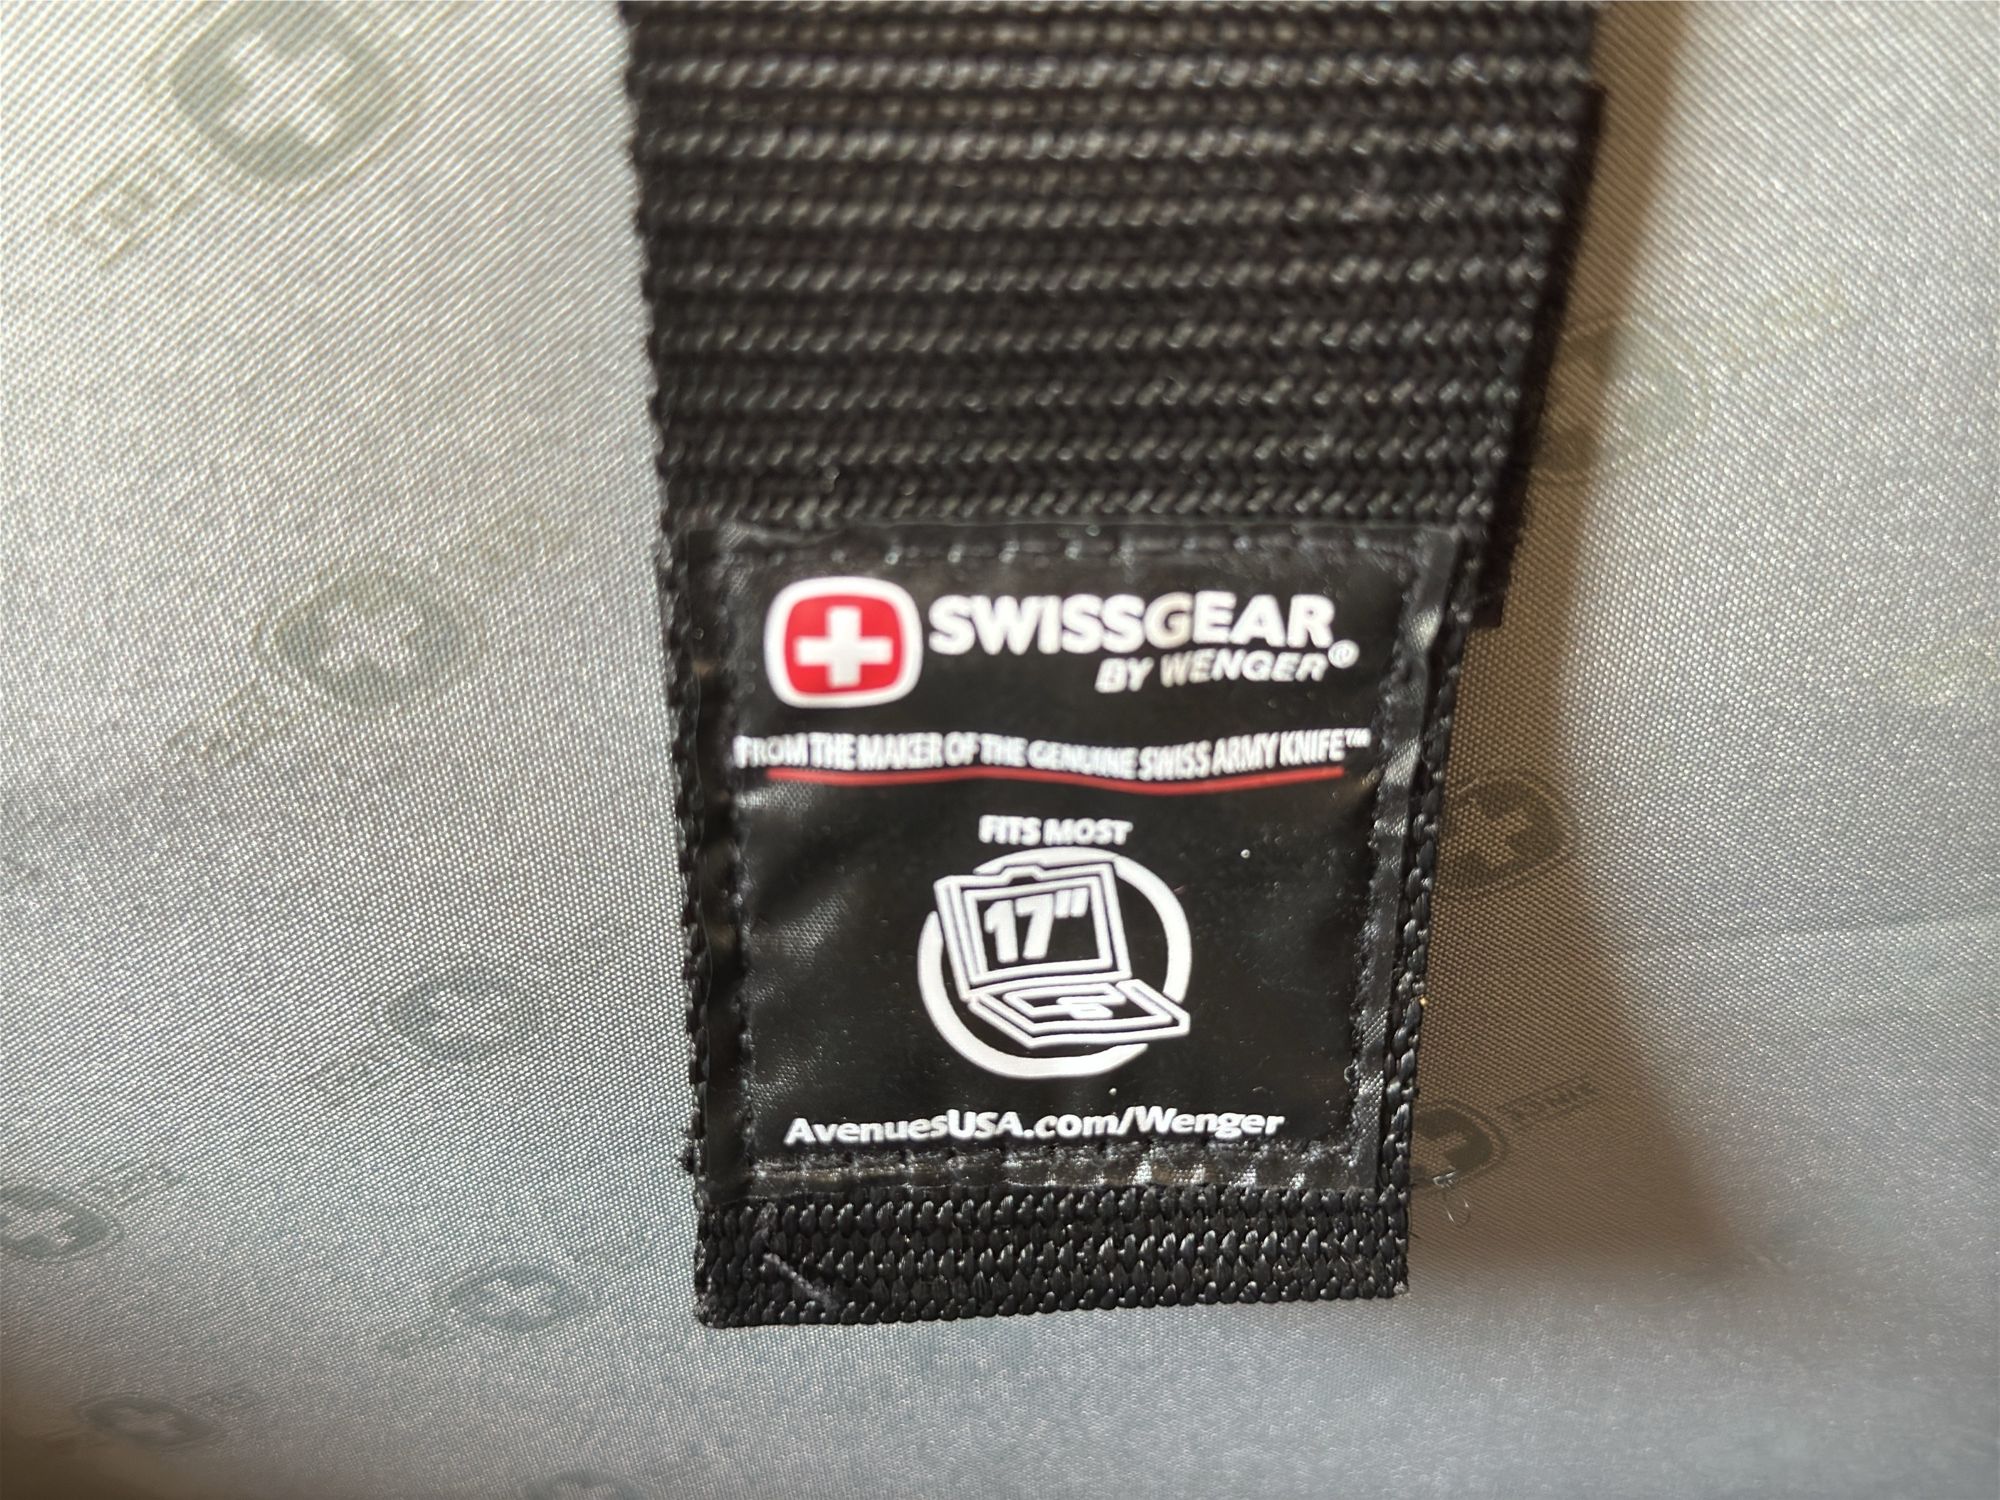 SWISSGEAR
BY WENGER®
FROM THE MAKER OF THE GENUINE SWISS ARMY KNIFE™
FITS MOST
17"
AvenuesUSA.com/Wenger